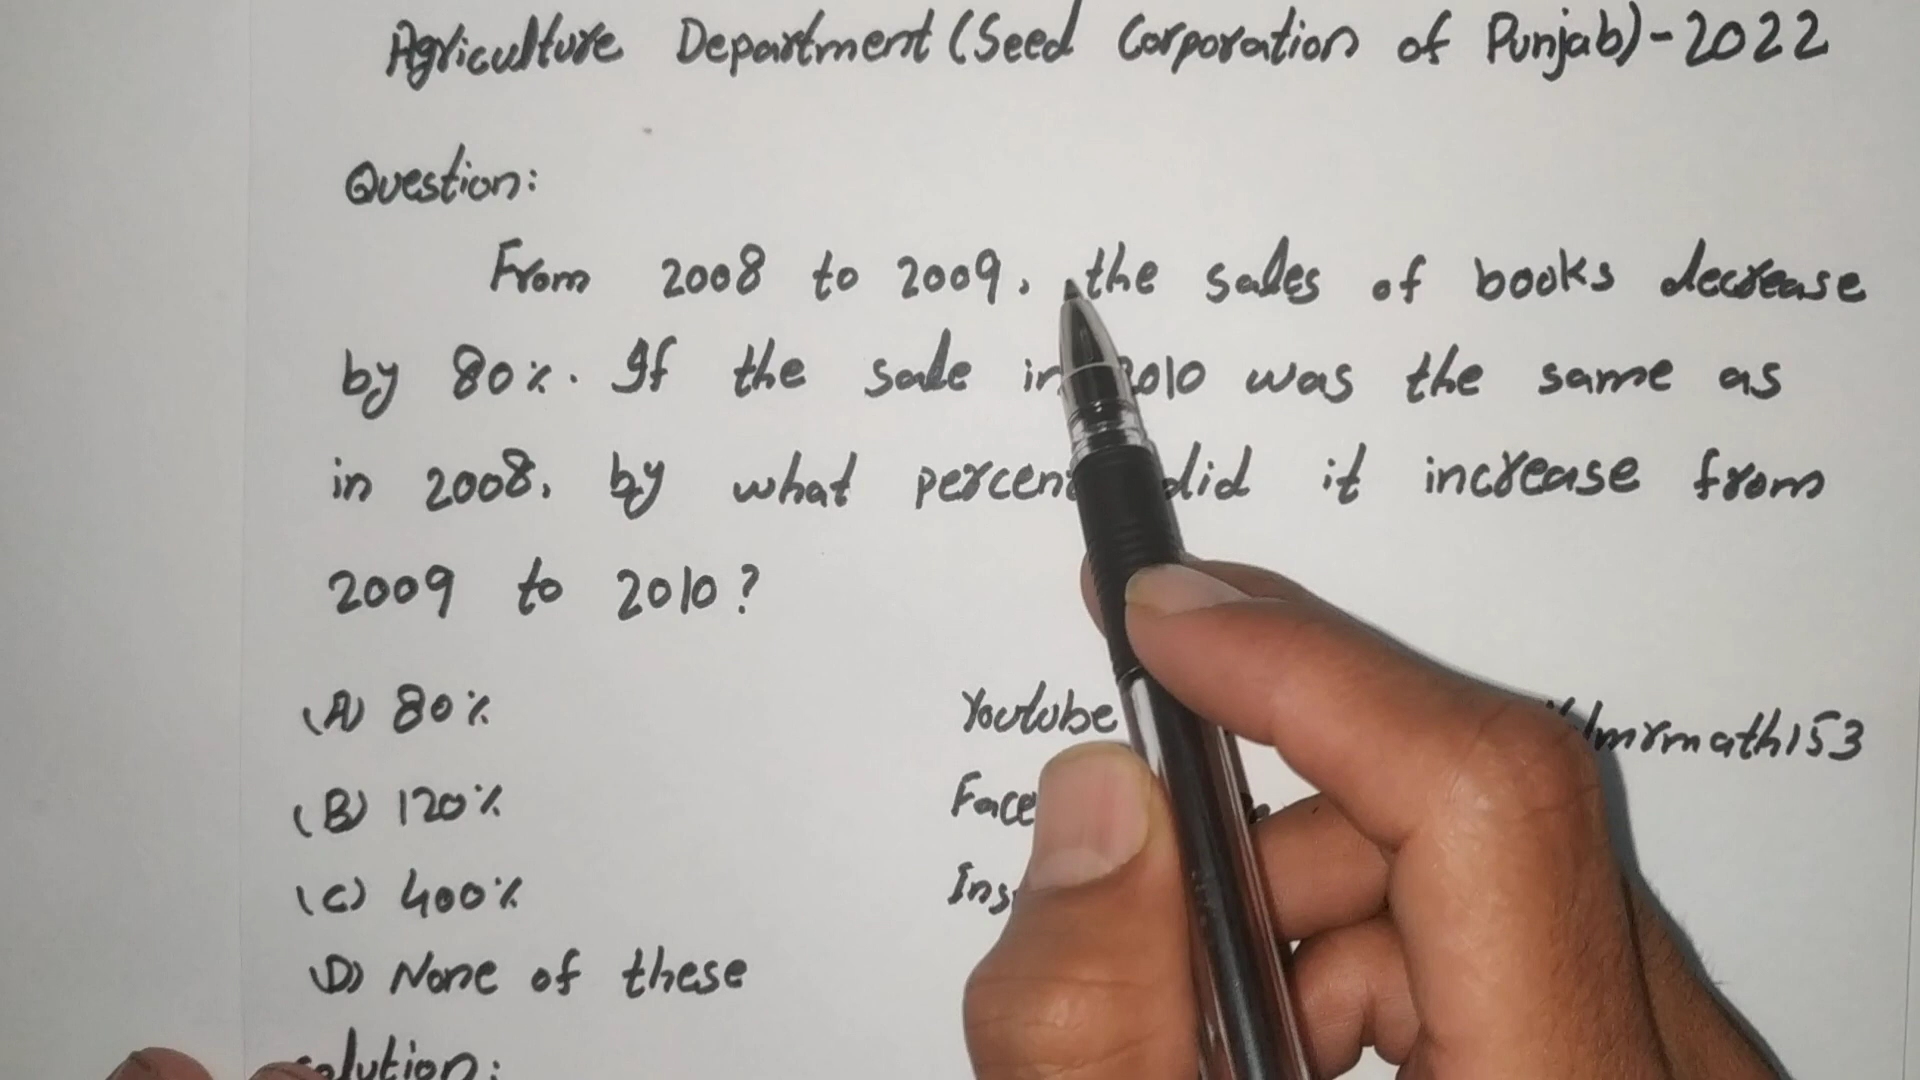 Agriculture Department (Seed Corporation of Punjab)-2022
Question:
From 2008 to 2009, the sales of books decrease
by 80%. If the sale in 2010 was the same as
in 2008, by what percent did it increase from
2009 to 2010?
(A) 80%
Youtube mrmath153
(B) 120%
(C) 400%
(D) None of these